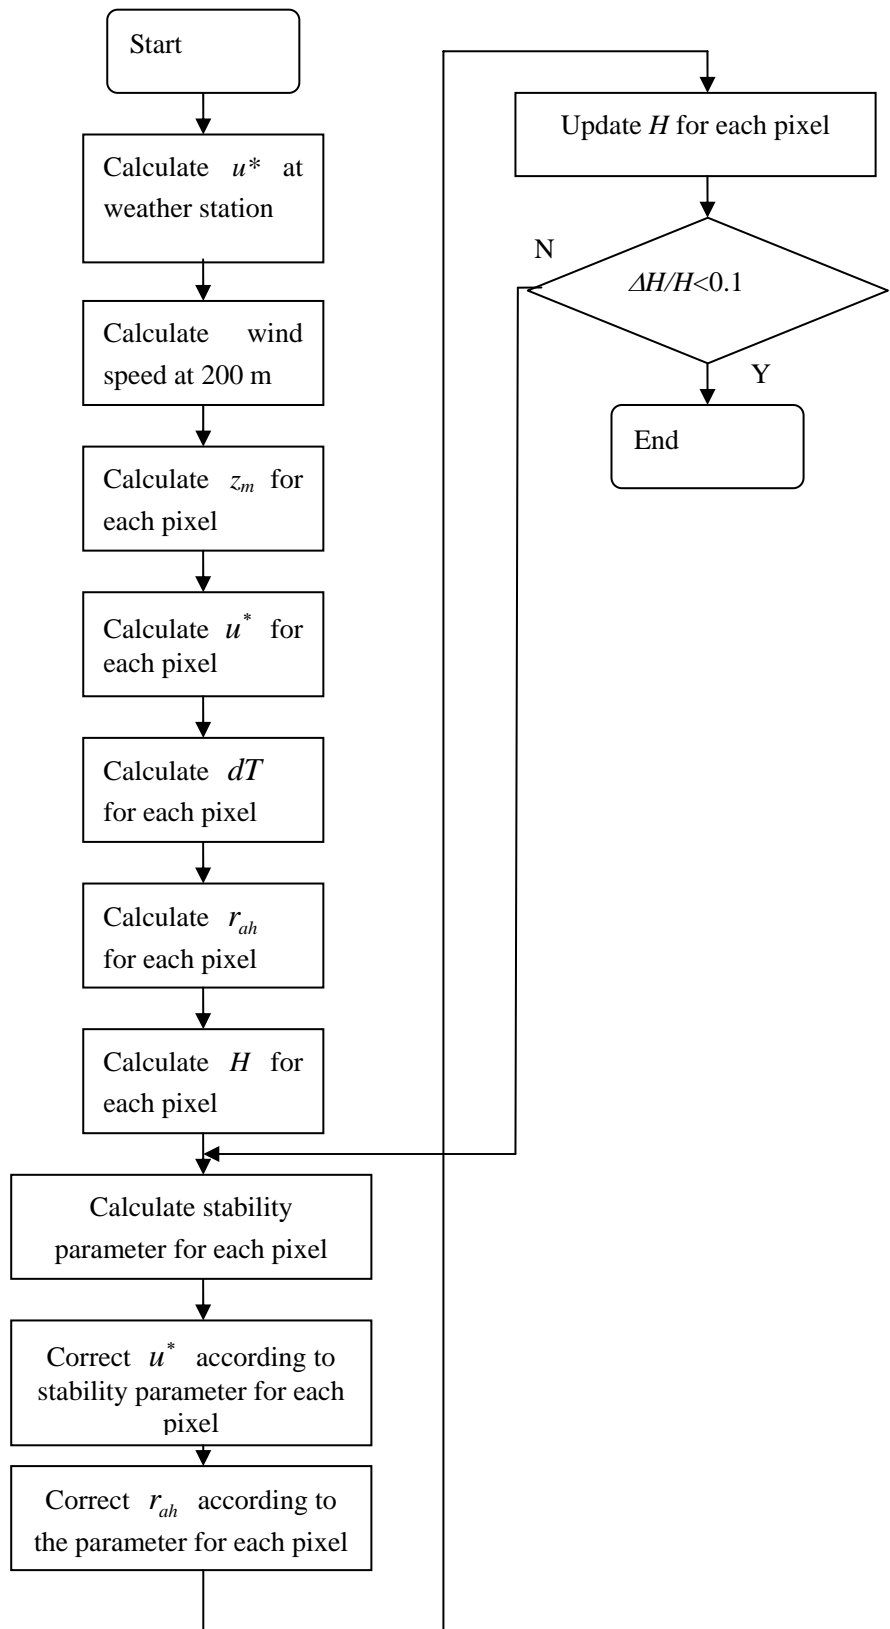 Start
Calculate u* at
weather station
Calculate wind
speed at 200 m
Calculate zm for
each pixel
Calculate u* for
each pixel
Calculate dT
for each pixel
Calculate rah
for each pixel
Calculate H for
each pixel
Calculate stability
parameter for each pixel
Correct u* according to
stability parameter for each
pixel
Correct rah according to
the parameter for each pixel
Update H for each pixel
N
ΔH/H<0.1
Y
End